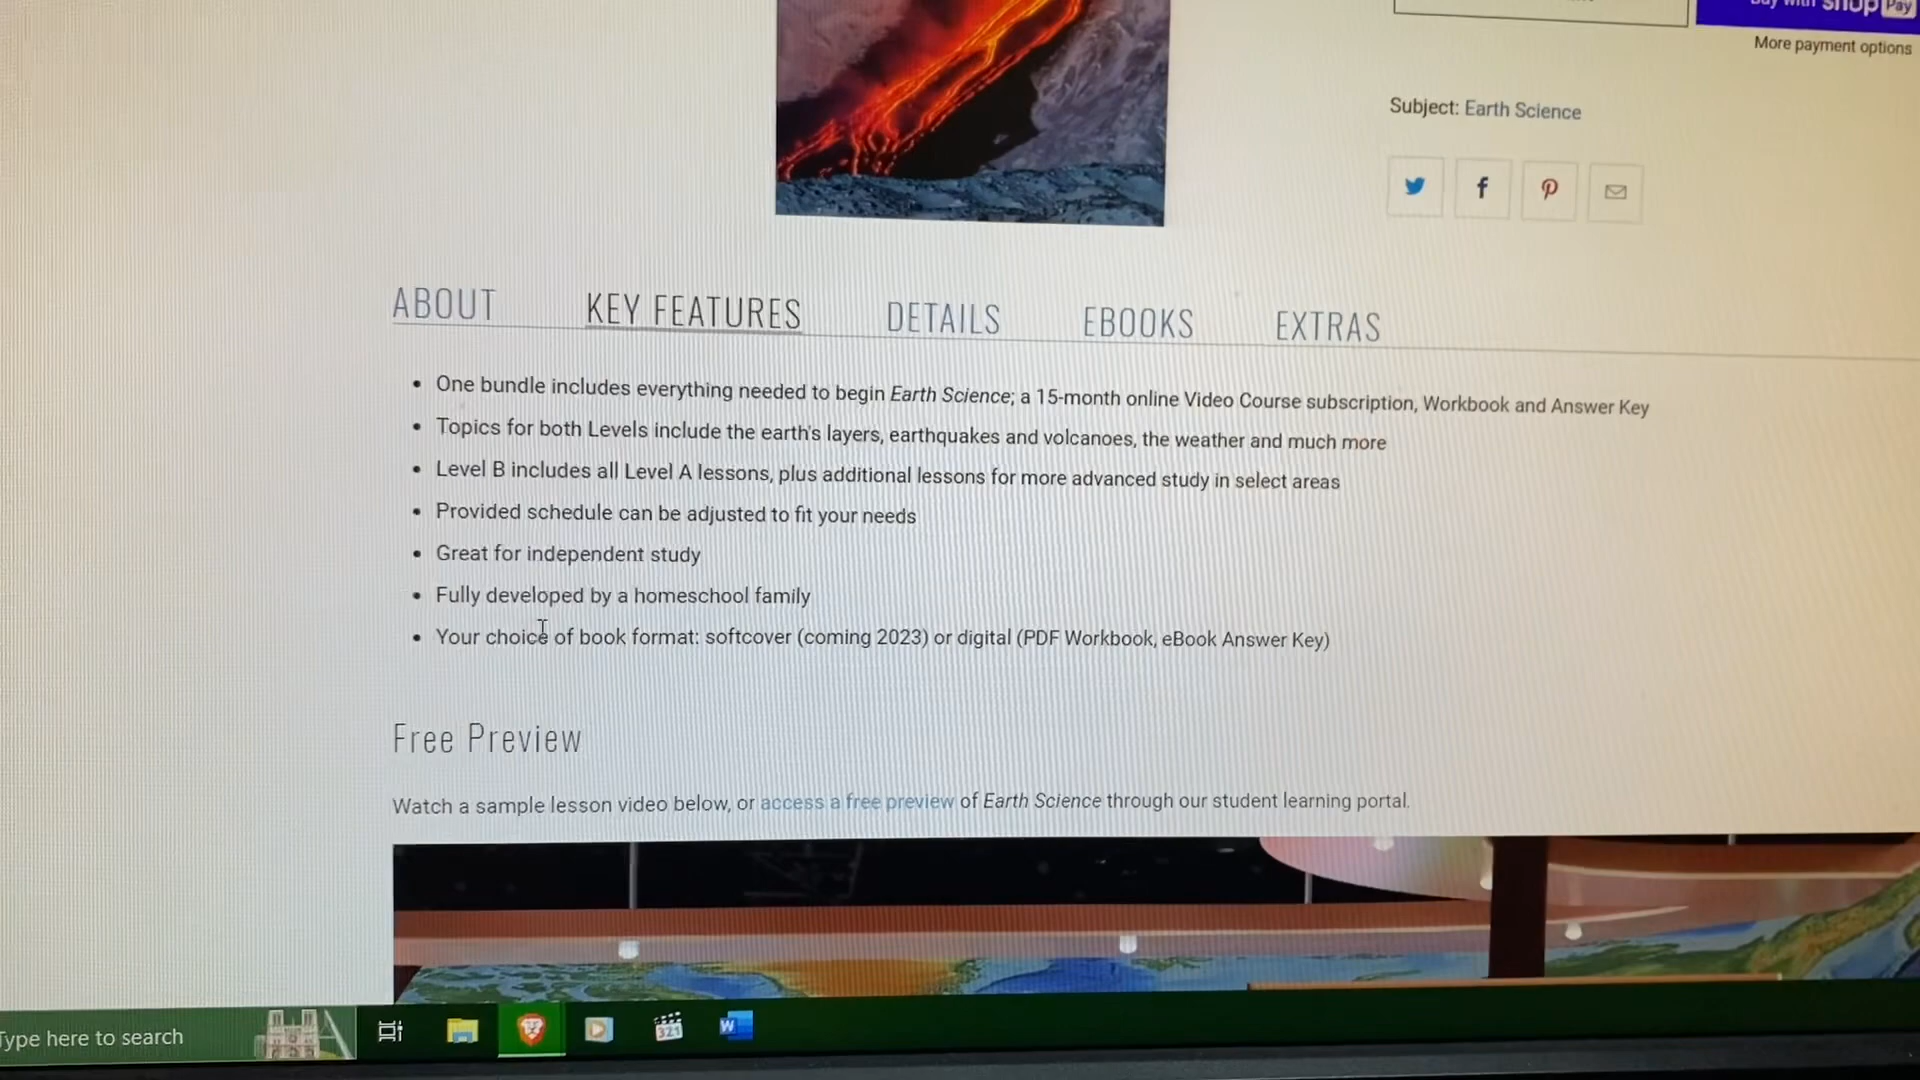 shop Pay
More payment options
Subject: Earth Science
ABOUT KEY FEATURES DETAILS EBOOKS EXTRAS
• One bundle includes everything needed to begin Earth Science; a 15-month online Video Course subscription, Workbook and Answer Key
• Topics for both Levels include the earth's layers, earthquakes and volcanoes, the weather and much more
• Level B includes all Level A lessons, plus additional lessons for more advanced study in select areas
• Provided schedule can be adjusted to fit your needs
• Great for independent study
• Fully developed by a homeschool family
• Your choice of book format: softcover (coming 2023) or digital (PDF Workbook, eBook Answer Key)
Free Preview
Watch a sample lesson video below, or access a free preview of Earth Science through our student learning portal.
Type here to search
321
W